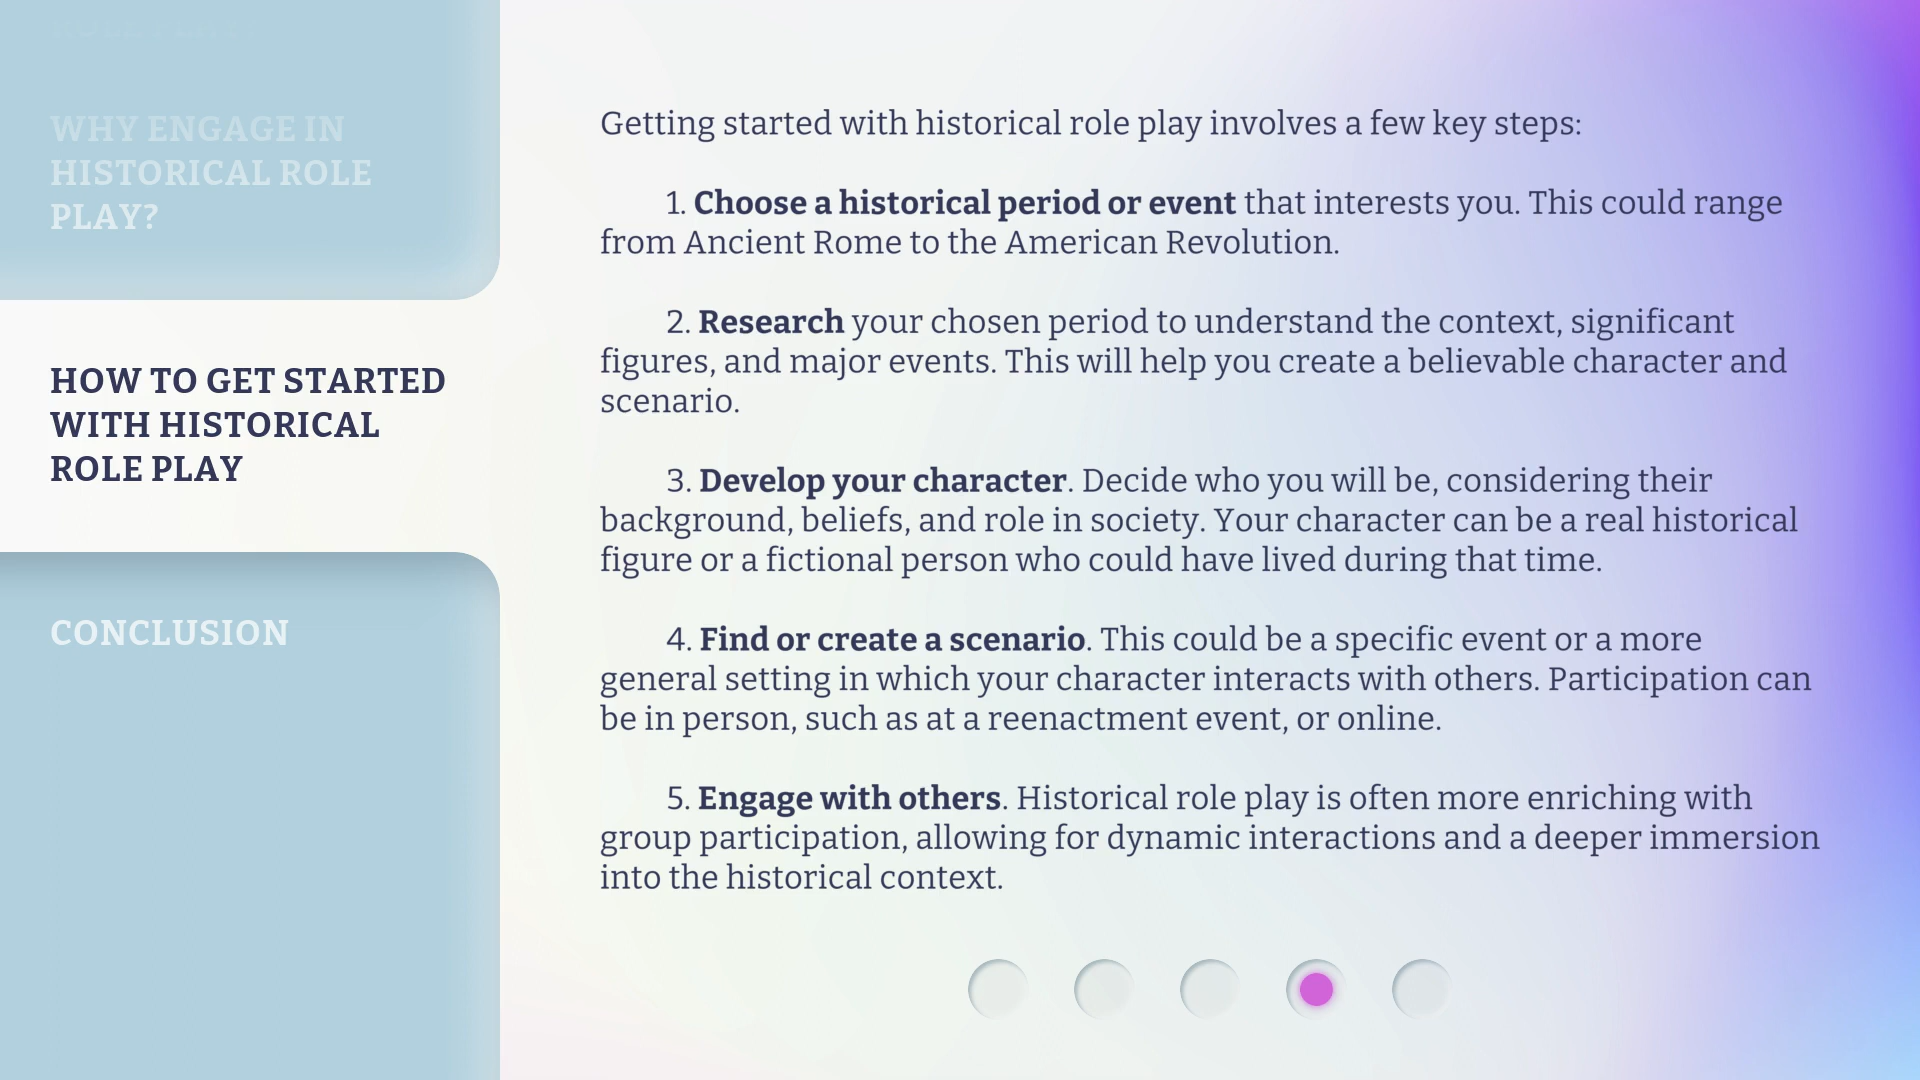 WHY ENGAGE IN
HISTORICAL ROLE
PLAY?
HOW TO GET STARTED
WITH HISTORICAL
ROLE PLAY
CONCLUSION
Getting started with historical role play involves a few key steps:
1. Choose a historical period or event that interests you. This could range
from Ancient Rome to the American Revolution.
2. Research your chosen period to understand the context, significant
figures, and major events. This will help you create a believable character and
scenario.
3. Develop your character. Decide who you will be, considering their
background, beliefs, and role in society. Your character can be a real historical
figure or a fictional person who could have lived during that time.
4. Find or create a scenario. This could be a specific event or a more
general setting in which your character interacts with others. Participation can
be in person, such as at a reenactment event, or online.
5. Engage with others. Historical role play is often more enriching with
group participation, allowing for dynamic interactions and a deeper immersion
into the historical context.